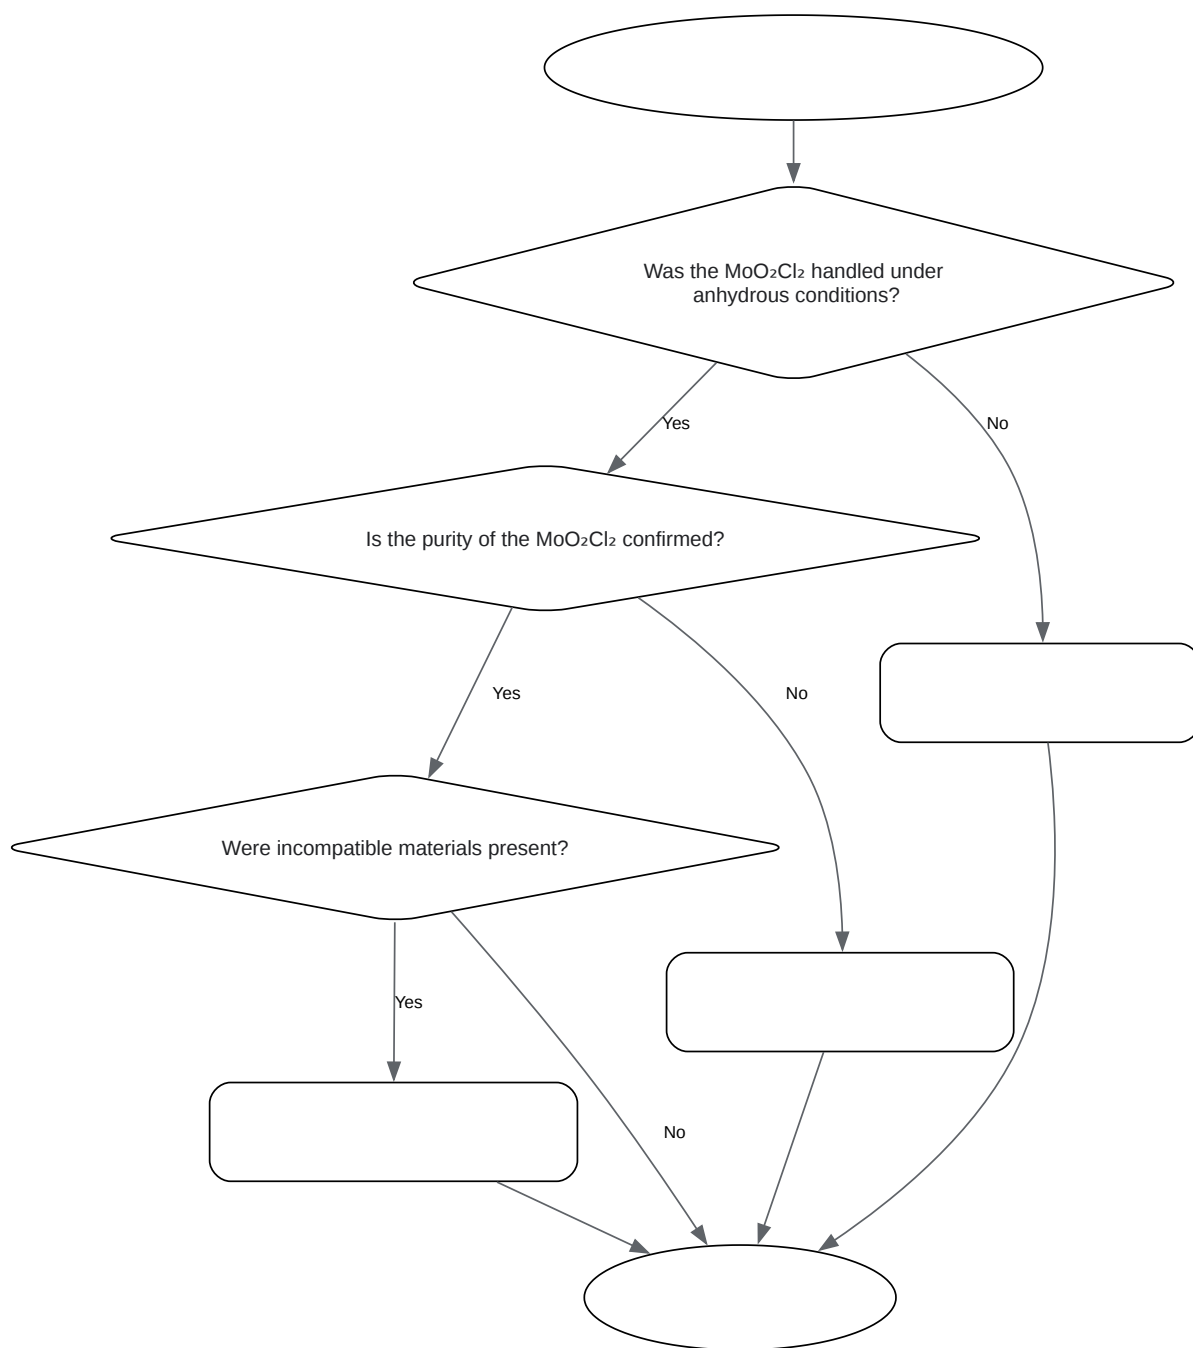 Was the MoO₂Cl₂ handled under
anhydrous conditions?
Yes
No
Is the purity of the MoO₂Cl₂ confirmed?
Yes
No
Were incompatible materials present?
Yes
No